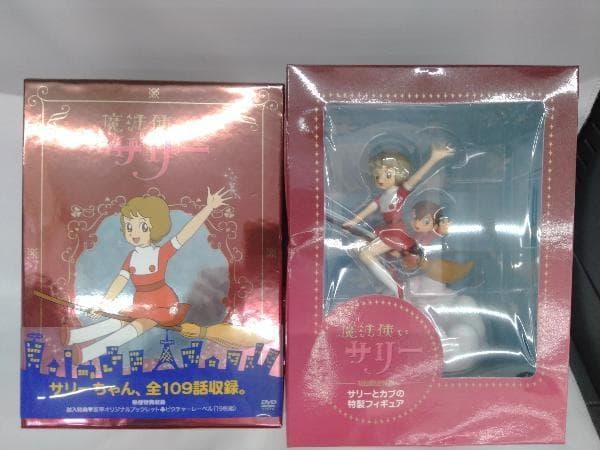 魔法使い
サリー
サリーちゃん、全109話収録。
DVD
魔法使い
サリー
サリーとカブの
特製フィギュア